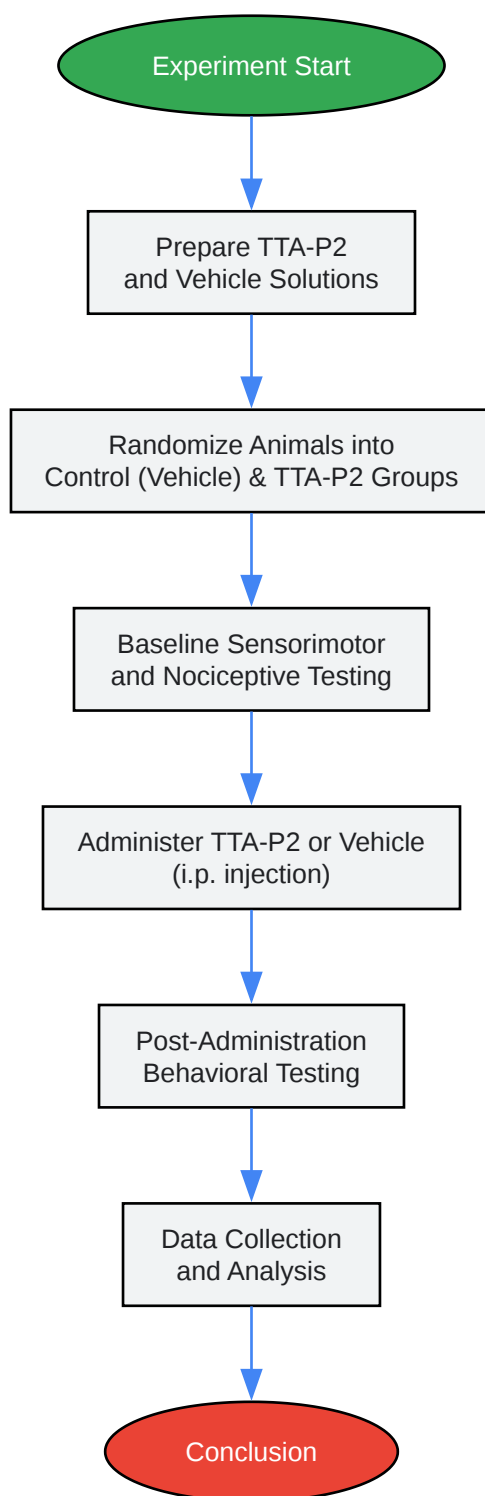 Experiment Start
Prepare TTA-P2
and Vehicle Solutions
Randomize Animals into
Control (Vehicle) & TTA-P2 Groups
Baseline Sensorimotor
and Nociceptive Testing
Administer TTA-P2 or Vehicle
(i.p. injection)
Post-Administration
Behavioral Testing
Data Collection
and Analysis
Conclusion